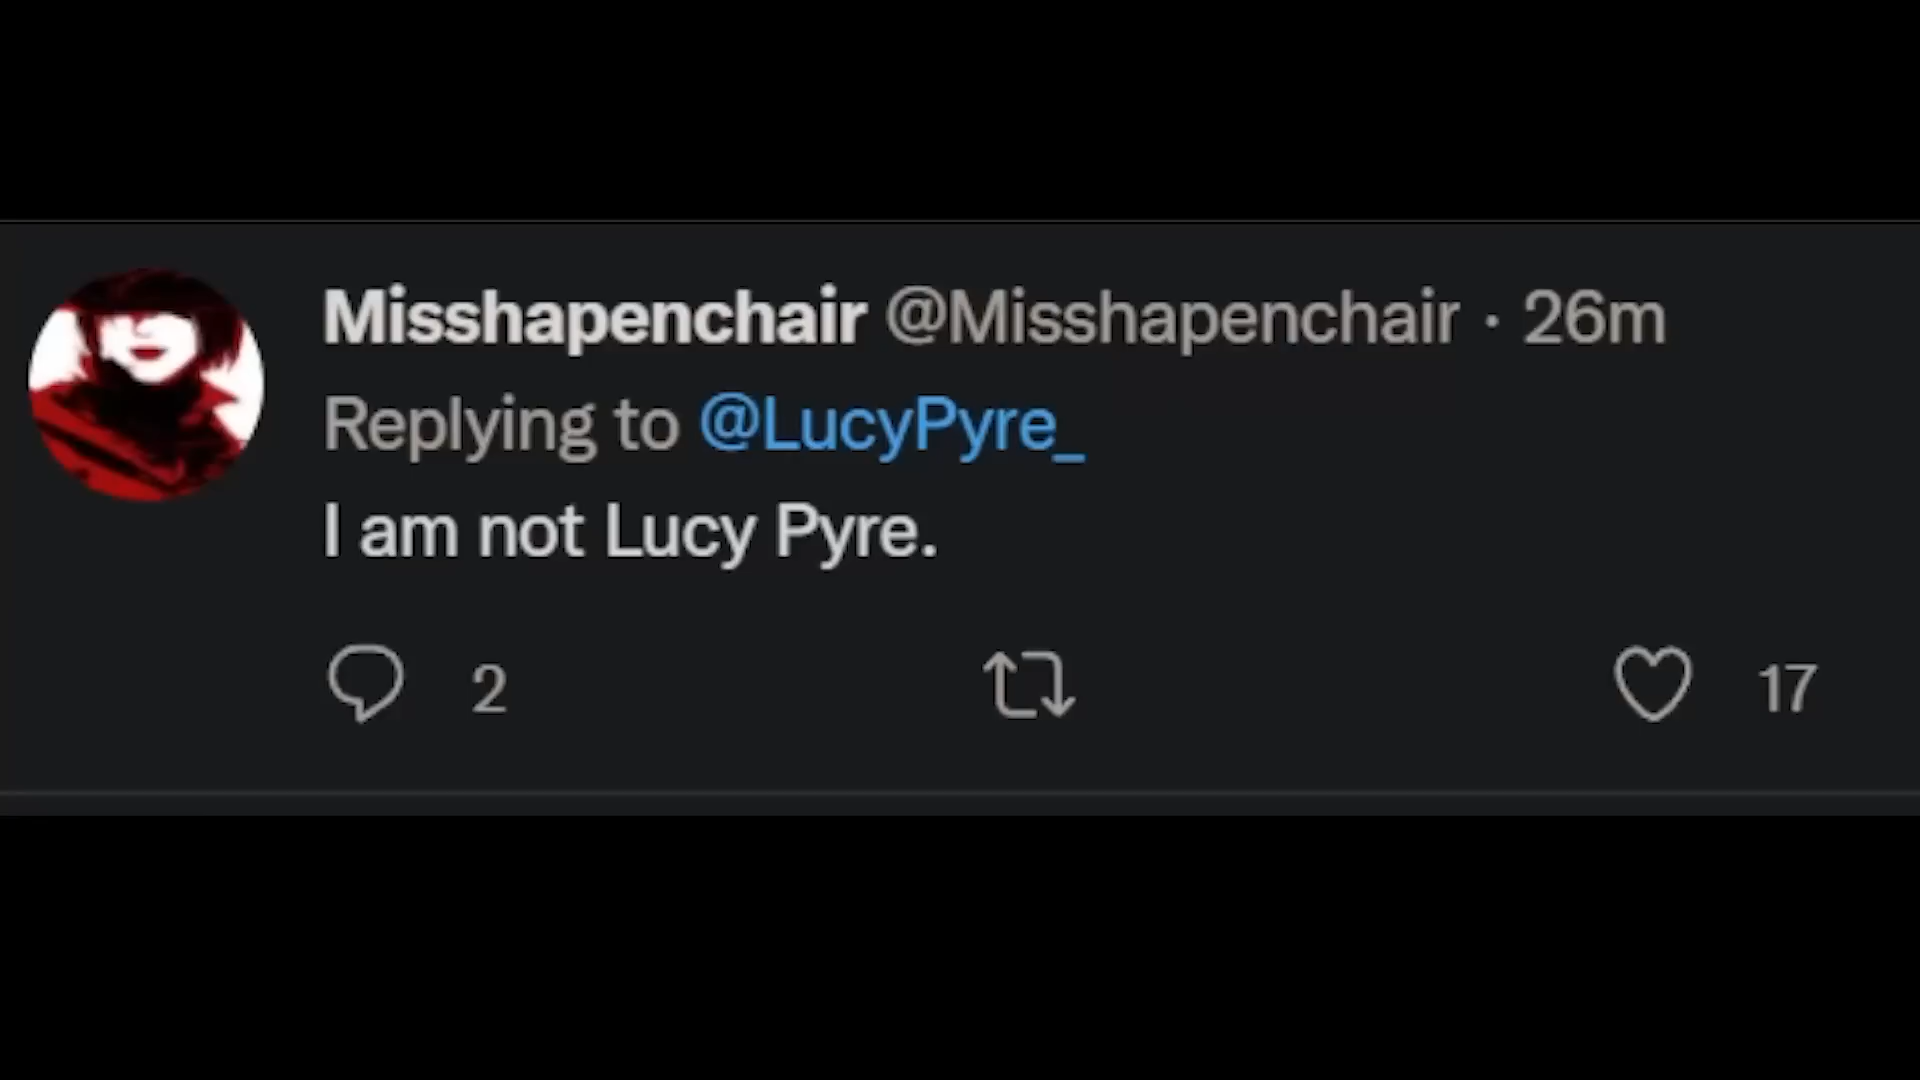 Misshapenchair @Misshapenchair · 26m
Replying to @LucyPyre_
I am not Lucy Pyre.
2 17